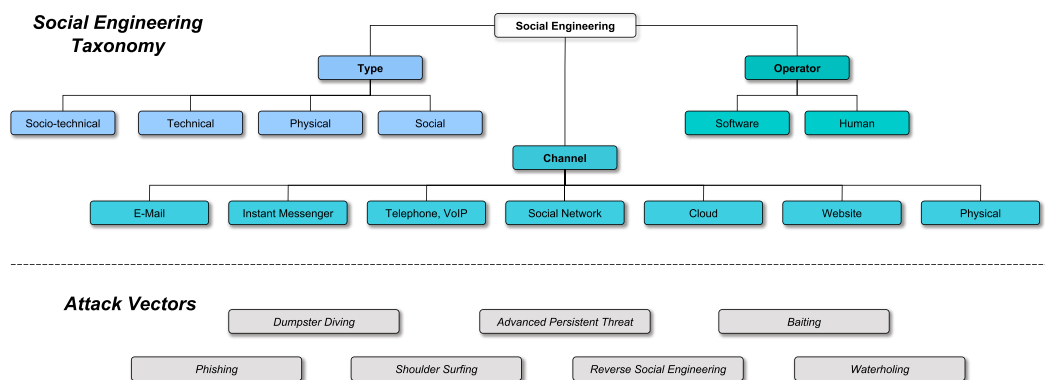 Social Engineering
Taxonomy
Social Engineering
Type
Operator
Socio-technical
Technical
Physical
Social
Software
Human
Channel
E-Mail
Instant Messenger
Telephone, VoIP
Social Network
Cloud
Website
Physical
Attack Vectors
Dumpster Diving
Advanced Persistent Threat
Baiting
Phishing
Shoulder Surfing
Reverse Social Engineering
Waterholing